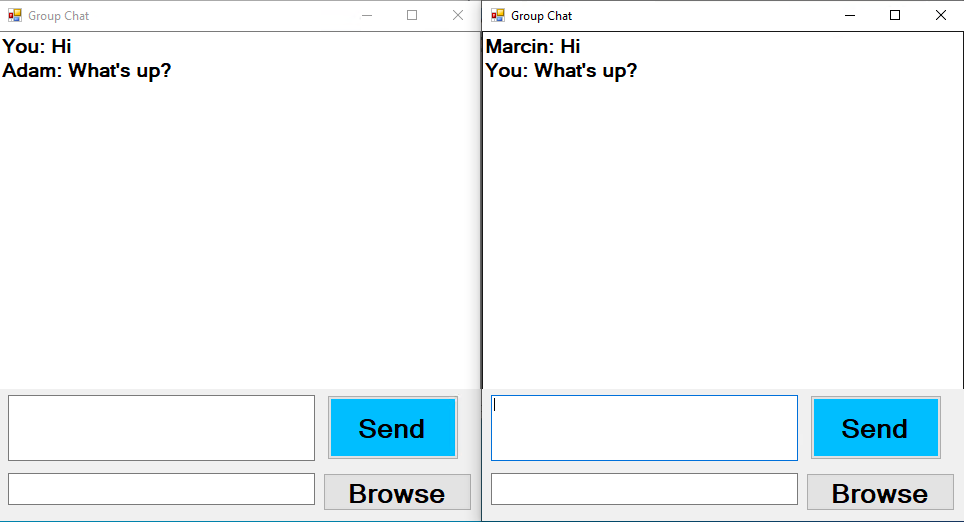 Group Chat
You: Hi
Adam: What's up?
Send
Browse
Group Chat
Marcin: Hi
You: What's up?
Send
Browse